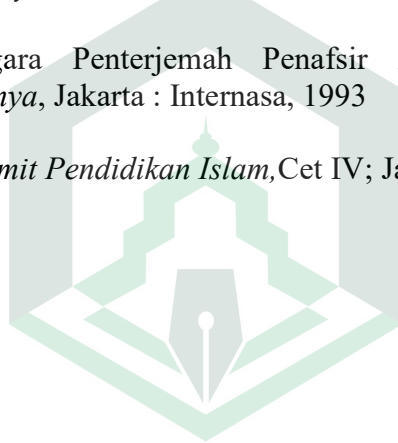 gara Penterjemah Penafsir
nya, Jakarta : Internasa, 1993
mit Pendidikan Islam,Cet IV; Ja